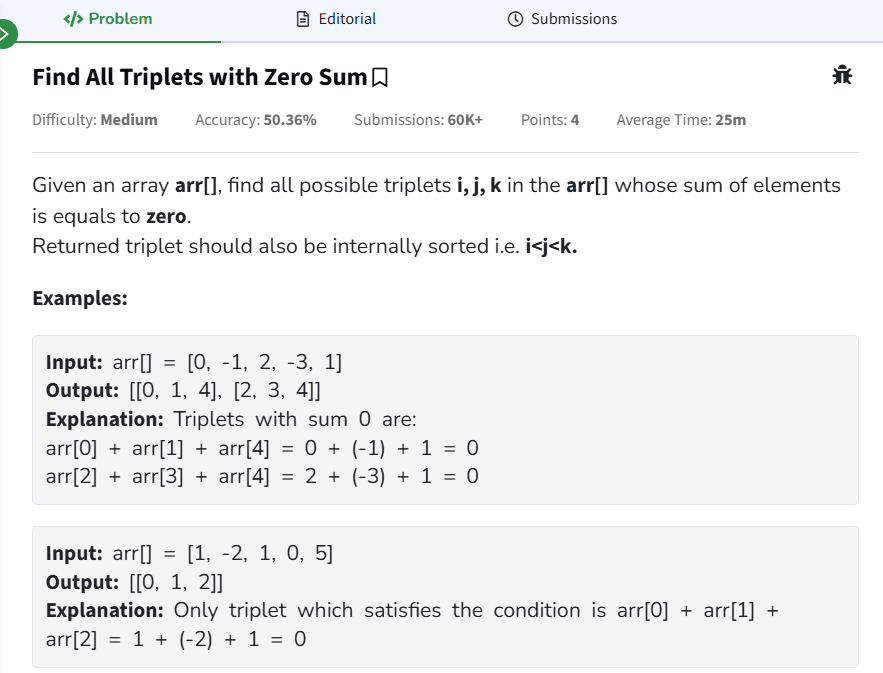 </> Problem Editorial Submissions
Find All Triplets with Zero Sum
Difficulty: Medium Accuracy: 50.36% Submissions: 60K+ Points: 4 Average Time: 25m
Given an array arr[], find all possible triplets i, j, k in the arr[] whose sum of elements
is equals to zero.
Returned triplet should also be internally sorted i.e. i<j<k.
Examples:
Input: arr[] = [0, -1, 2, -3, 1]
Output: [[0, 1, 4], [2, 3, 4]]
Explanation: Triplets with sum 0 are:
arr[0] + arr[1] + arr[4] = 0 + (-1) + 1 = 0
arr[2] + arr[3] + arr[4] = 2 + (-3) + 1 = 0
Input: arr[] = [1, -2, 1, 0, 5]
Output: [[0, 1, 2]]
Explanation: Only triplet which satisfies the condition is arr[0] + arr[1] +
arr[2] = 1 + (-2) + 1 = 0